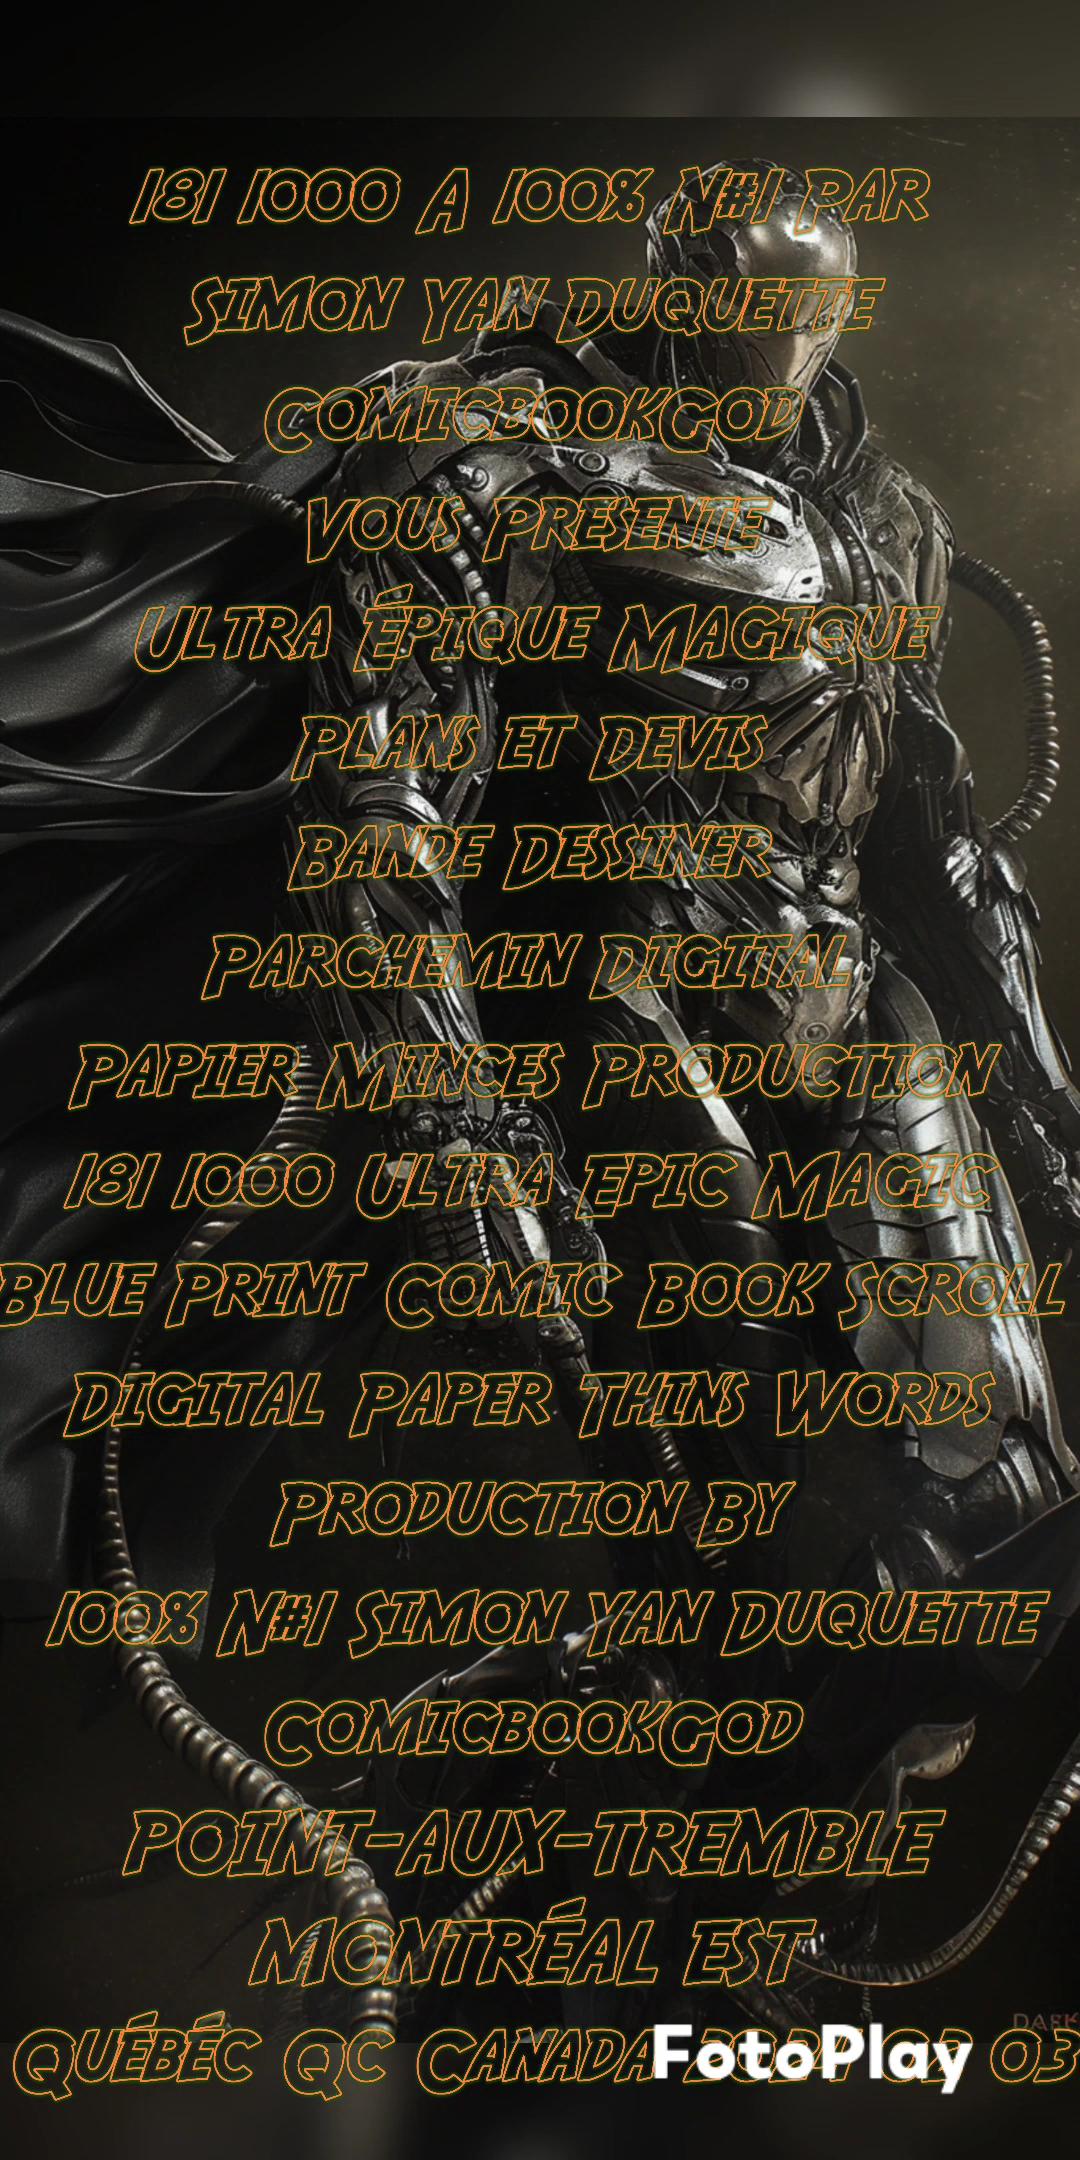 181 1000 A 100% N#1 Par
Simon Yan Duquette
ComicbookGod
Vous Presente
Ultra Épique Magique
Plans et Devis
Bande Dessiner
Parchemin Digital
Papier Minces Production
181 1000 Ultra Epic Magic
Blue Print Comic Book Scroll
Digital Paper Thins Words
Production By
100% N#1 Simon Yan Duquette
ComicbookGod
POINT-AUX-TREMBLE
MONTRÉAL EST
Québéc Qc Canada 03
FotoPlay